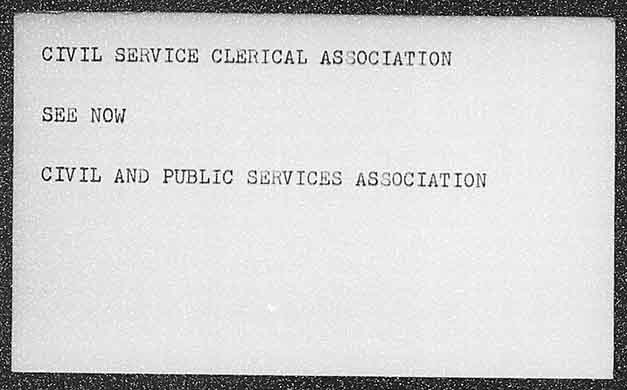 CIVIL SERVICE CLERICAL ASSOCIATION
SEE NOW
CIVIL AND PUBLIC SERVICES ASSOCIATION